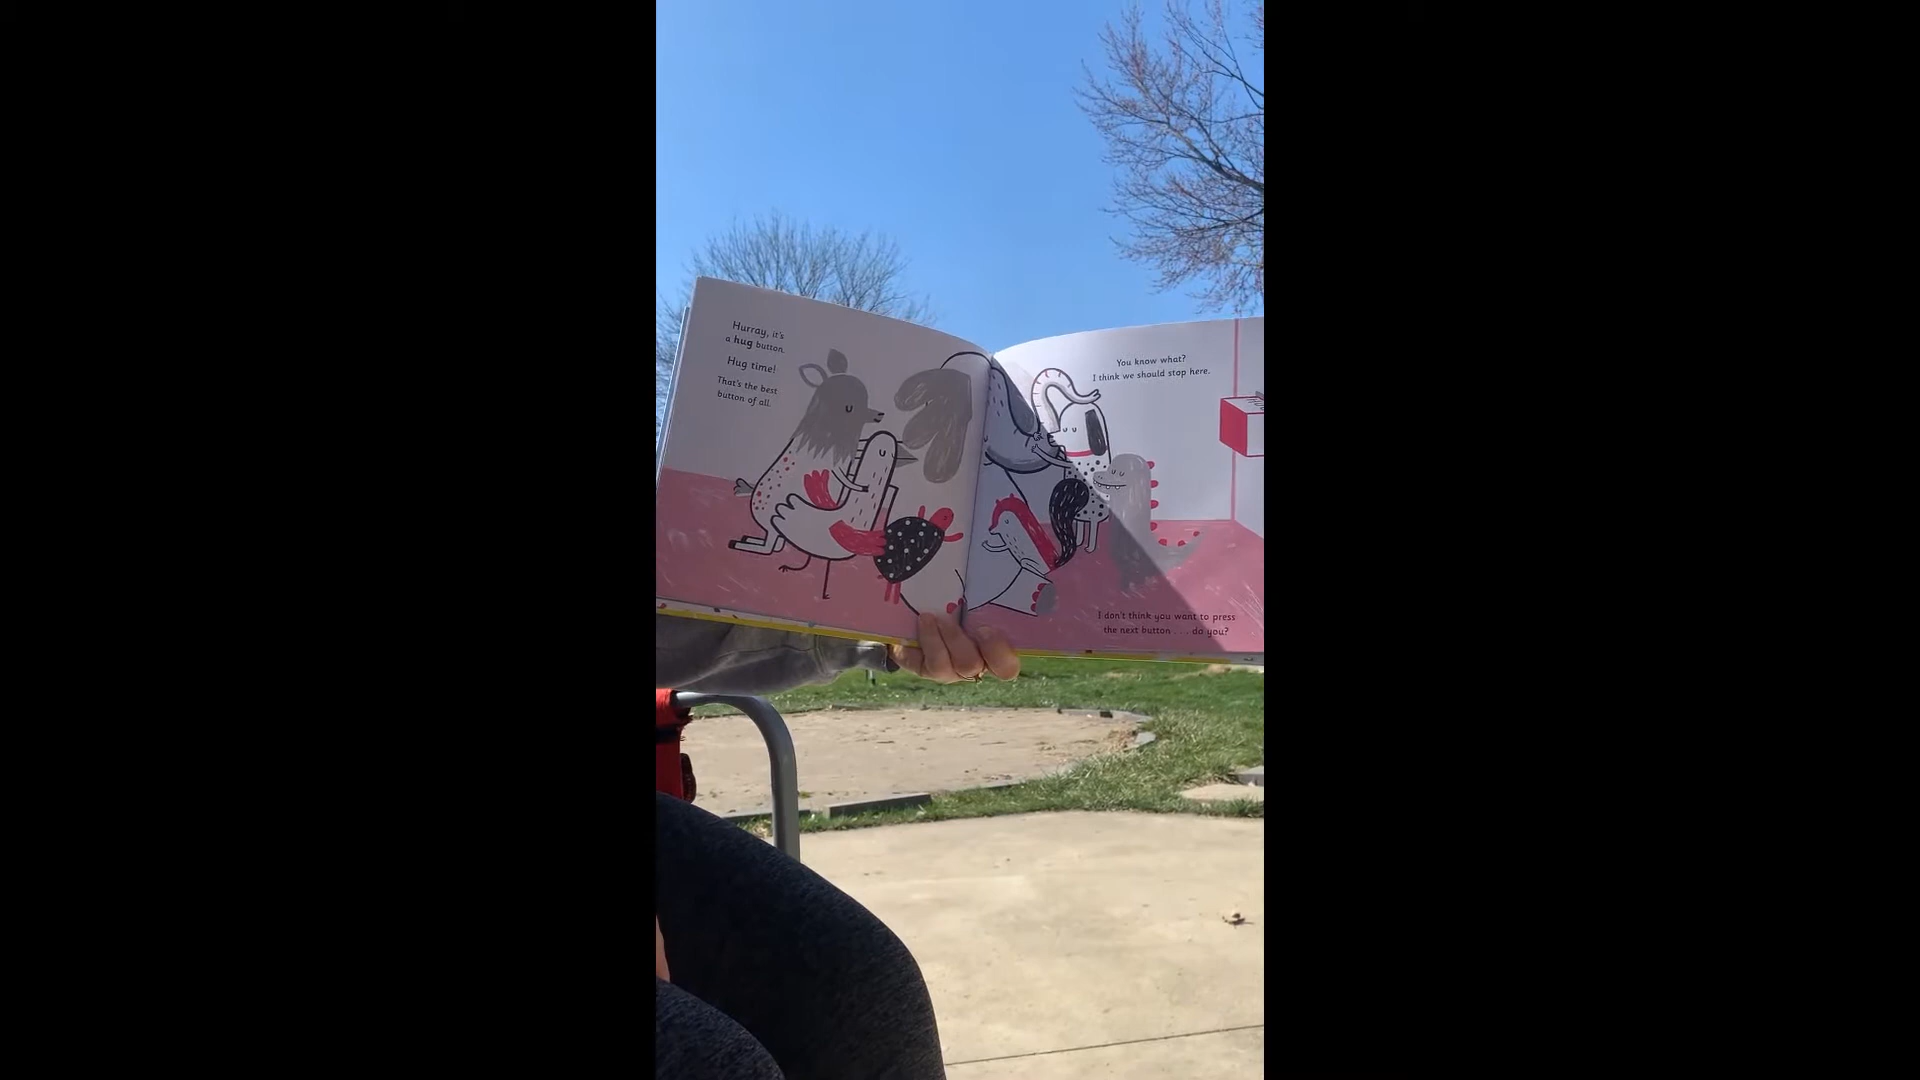 Hurray, it's
a hug button.
Hug time!
That's the best
button of all.
You know what?
I think we should stop here.
I don't think you want to press
the next button . . . do you?